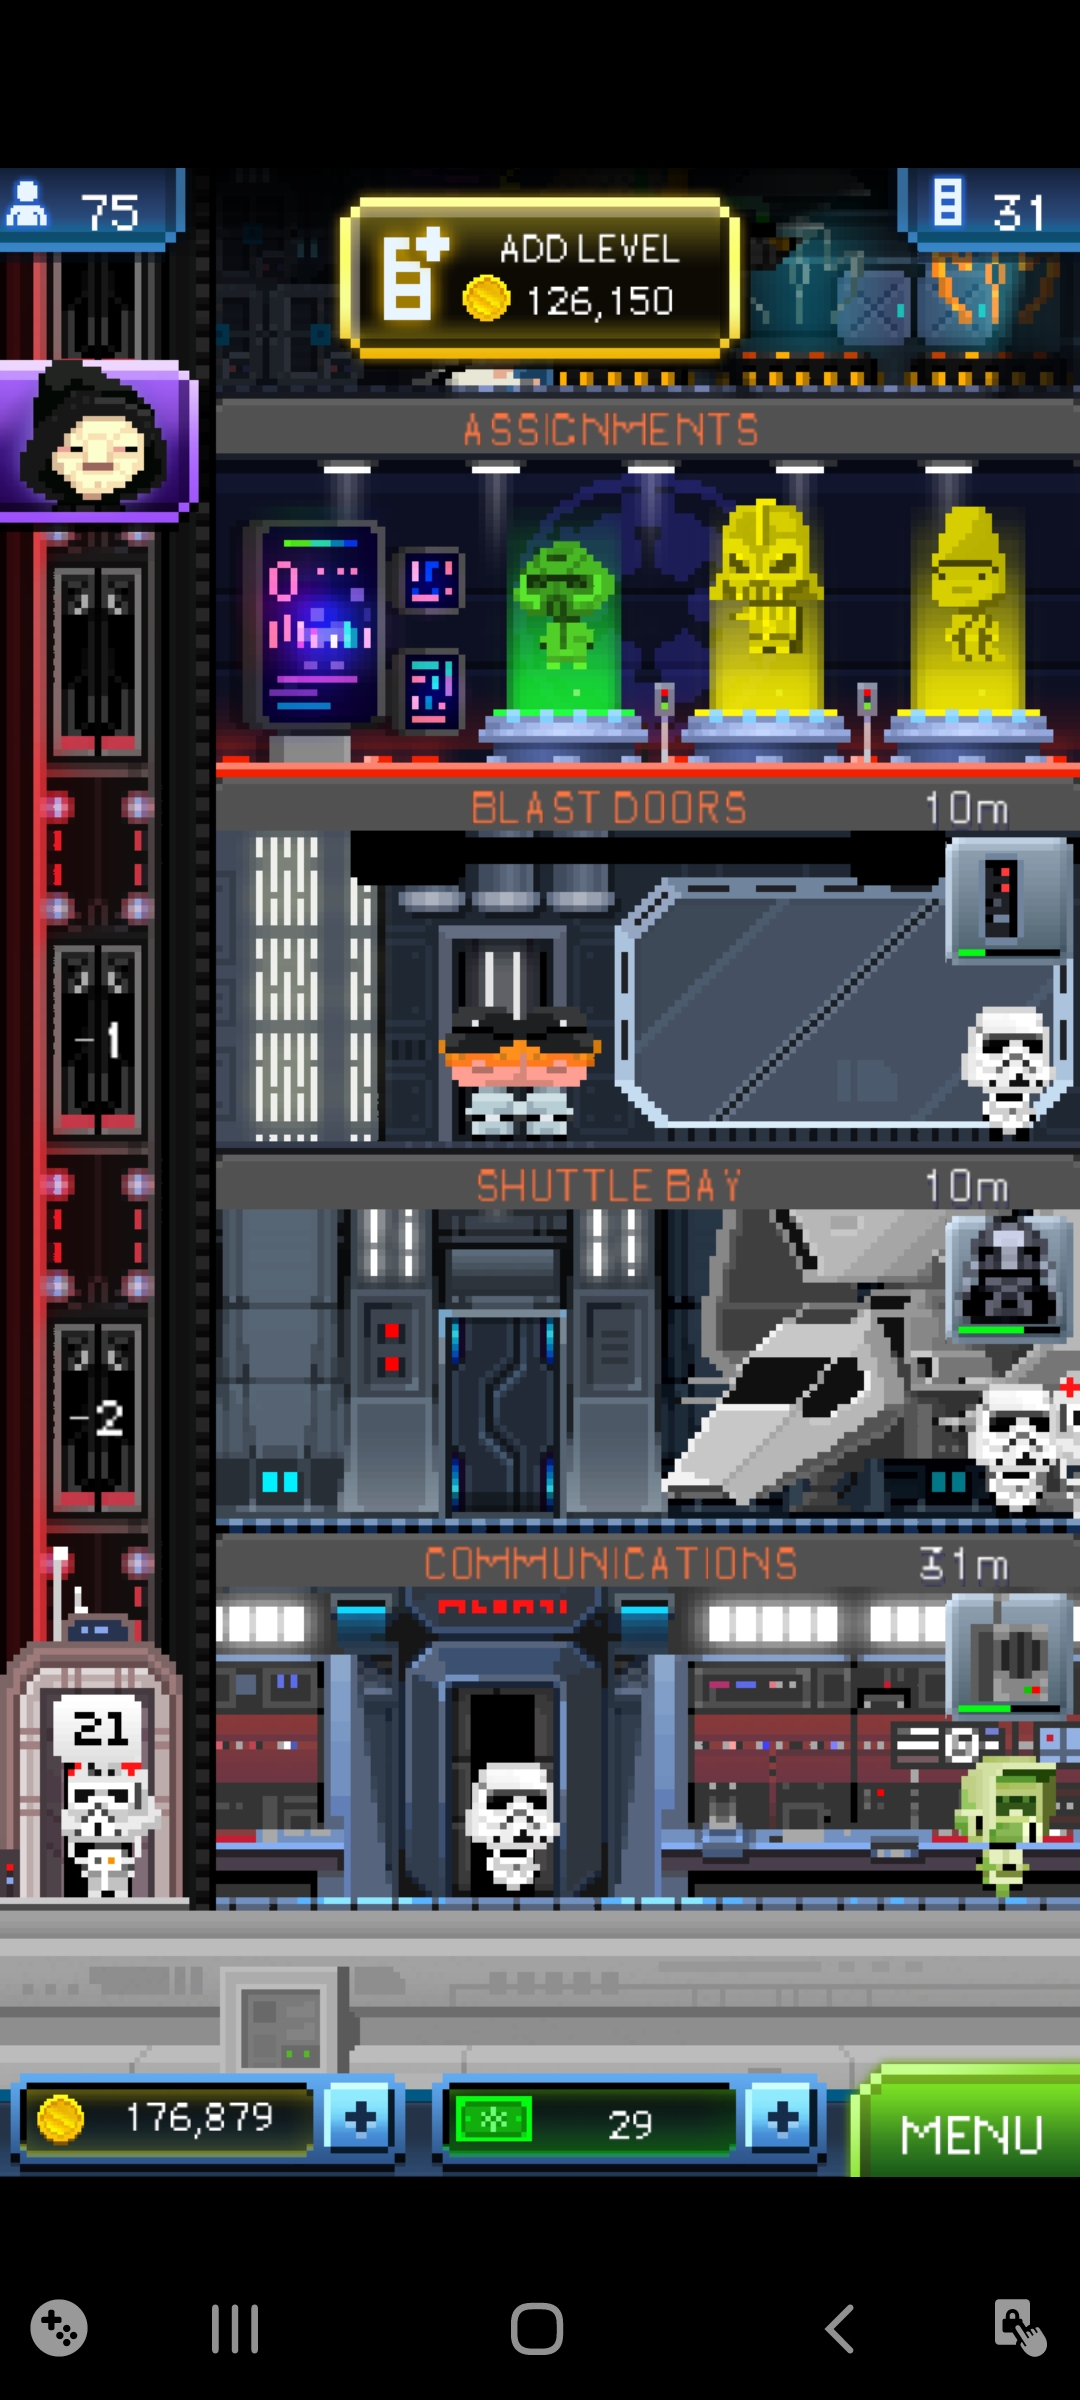 75
ADD LEVEL
126,150
31
ASSIGNMENTS
BLAST DOORS 10m
-1
SHUTTLE BAY 10m
-2
COMMUNICATIONS 31m
21
176,879
29
MENU